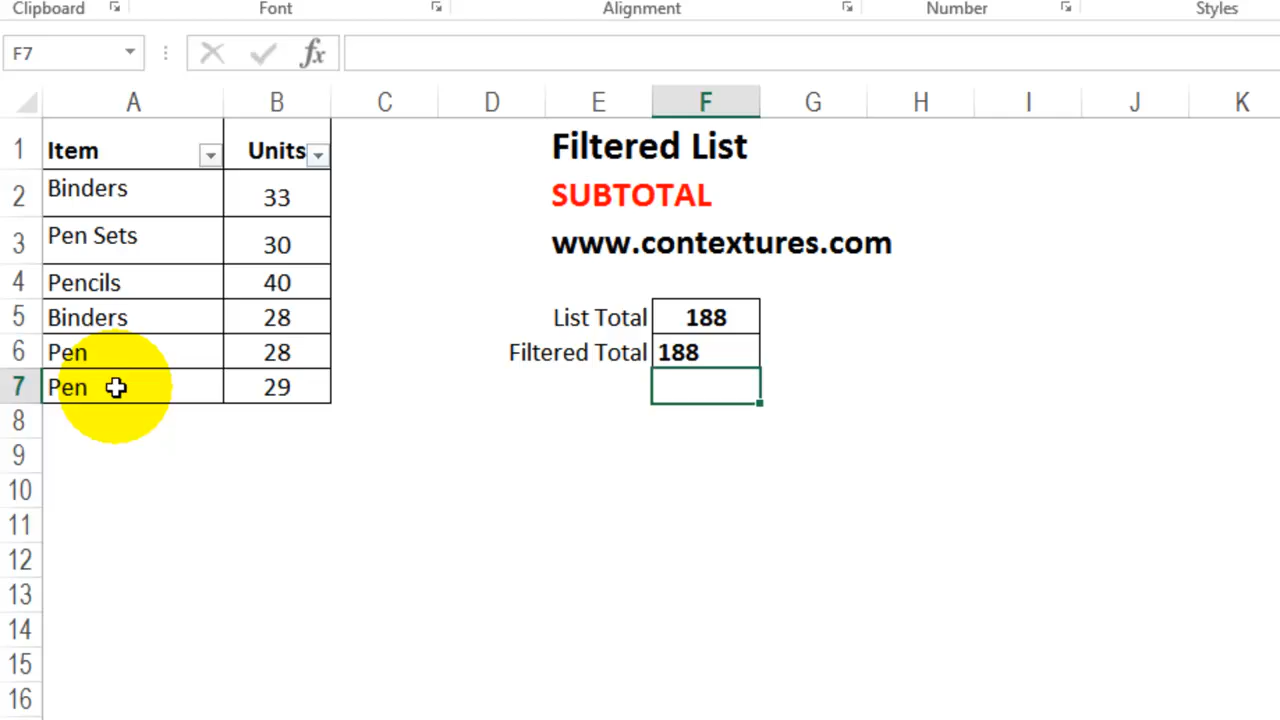 Clipboard Font Alignment Number Styles
F7 fx
A B C D E F G H I J K
1 Item Units Filtered List
2 Binders 33 SUBTOTAL
3 Pen Sets 30 www.contextures.com
4 Pencils 40
5 Binders 28 List Total 188
6 Pen 28 Filtered Total 188
7 Pen 29
8
9
10
11
12
13
14
15
16